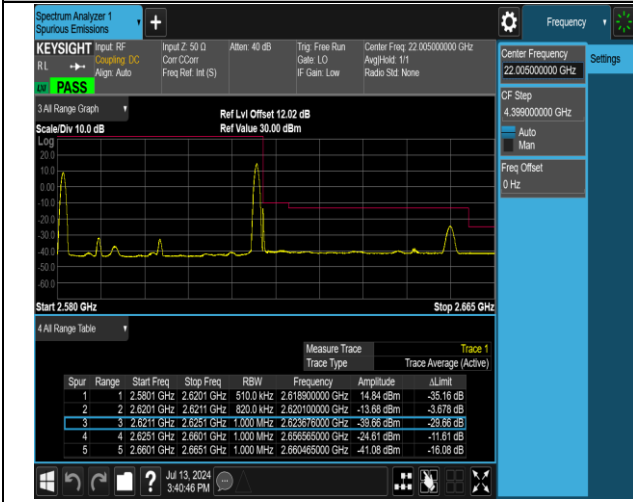 Spectrum Analyzer 1
Spurious Emissions
Frequency
KEYSIGHT Input: RF Input Z: 50 Ω Atten: 40 dB Trig: Free Run Center Freq: 22.005000000 GHz
RL Coupling: DC Corr CCorr Gate: LO Avg|Hold: 1/1
Align: Auto Freq Ref: Int (S) IF Gain: Low Radio Std: None
PASS
Center Frequency
22.005000000 GHz
Settings
CF Step
4.399000000 GHz
Auto
Man
Freq Offset
0 Hz
3 All Range Graph
Ref Lvl Offset 12.02 dB
Scale/Div 10.0 dB Ref Value 30.00 dBm
Log
20.0
10.0
0.00
-10.0
-20.0
-30.0
-40.0
-50.0
-60.0
Start 2.580 GHz Stop 2.665 GHz
4 All Range Table
Measure Trace Trace 1
Trace Type Trace Average (Active)
Spur Range Start Freq Stop Freq RBW Frequency Amplitude ΔLimit
1 1 2.5801 GHz 2.6201 GHz 510.0 kHz 2.618900000 GHz 14.84 dBm -35.16 dB
2 2 2.6201 GHz 2.6211 GHz 820.0 kHz 2.620100000 GHz -13.68 dBm -3.678 dB
3 3 2.6211 GHz 2.6251 GHz 1.000 MHz 2.623676000 GHz -39.66 dBm -29.66 dB
4 4 2.6251 GHz 2.6601 GHz 1.000 MHz 2.656565000 GHz -24.61 dBm -11.61 dB
5 5 2.6601 GHz 2.6651 GHz 1.000 MHz 2.660465000 GHz -41.08 dBm -16.08 dB
Jul 13, 2024
3:40:46 PM